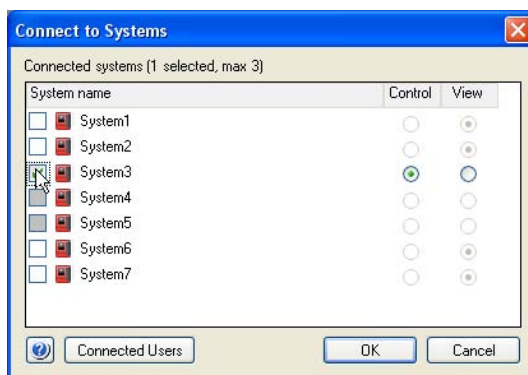 Connect to Systems
Connected systems (1 selected, max 3)
System name Control View
System1
System2
System3
System4
System5
System6
System7
Connected Users OK Cancel